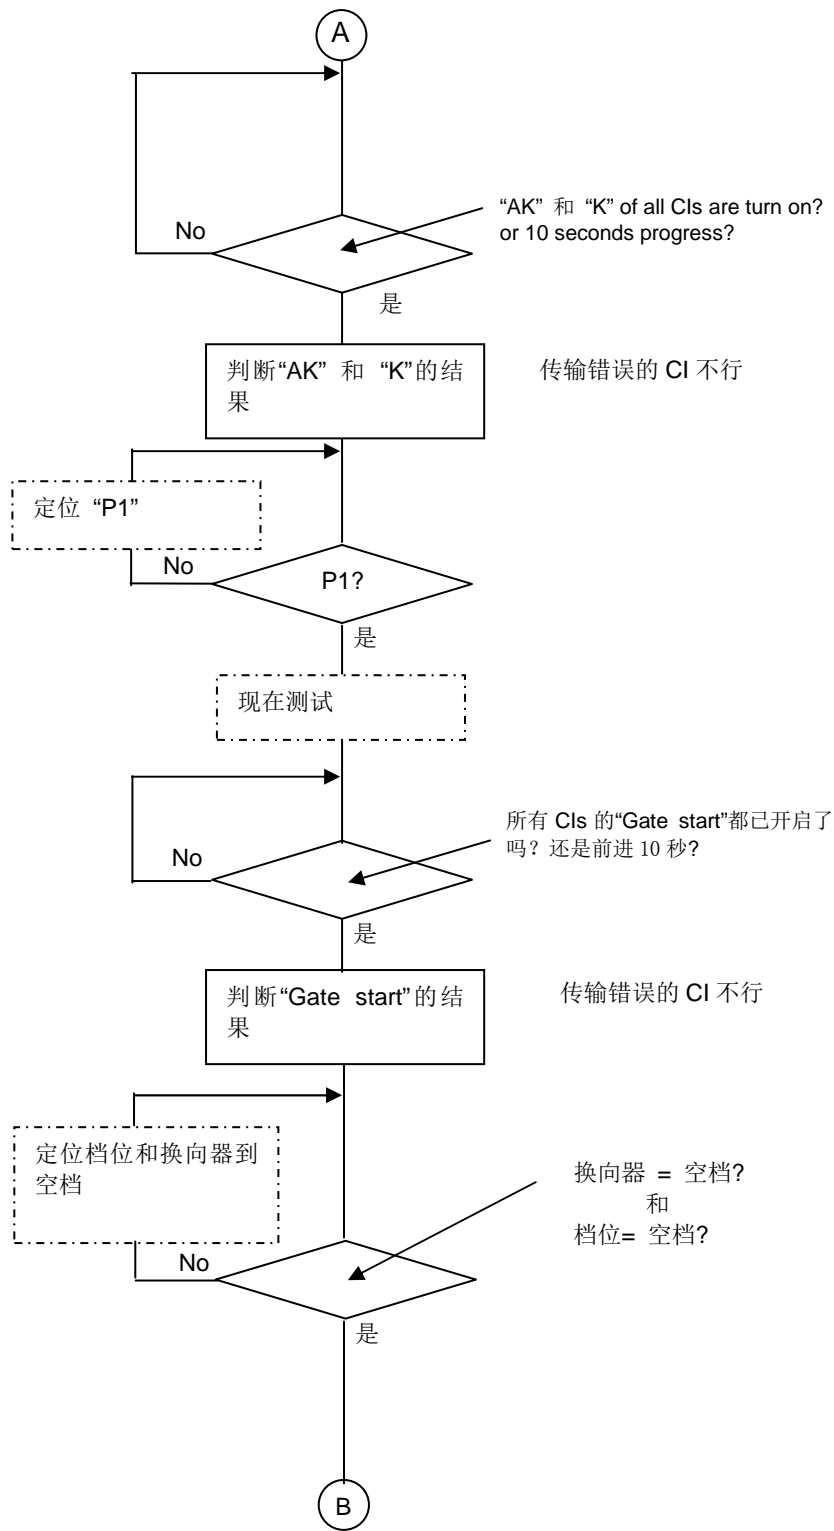 A
“AK” 和 “K” of all CIs are turn on?
or 10 seconds progress?
No
是
判断“AK” 和 “K”的结
果
传输错误的 CI 不行
定位 “P1”
No
P1?
是
现在测试
所有 CIs 的“Gate start”都已开启了
吗？还是前进 10 秒?
No
是
判断“Gate start”的结
果
传输错误的 CI 不行
定位档位和换向器到
空档
换向器 = 空档?
和
档位= 空档?
No
是
B